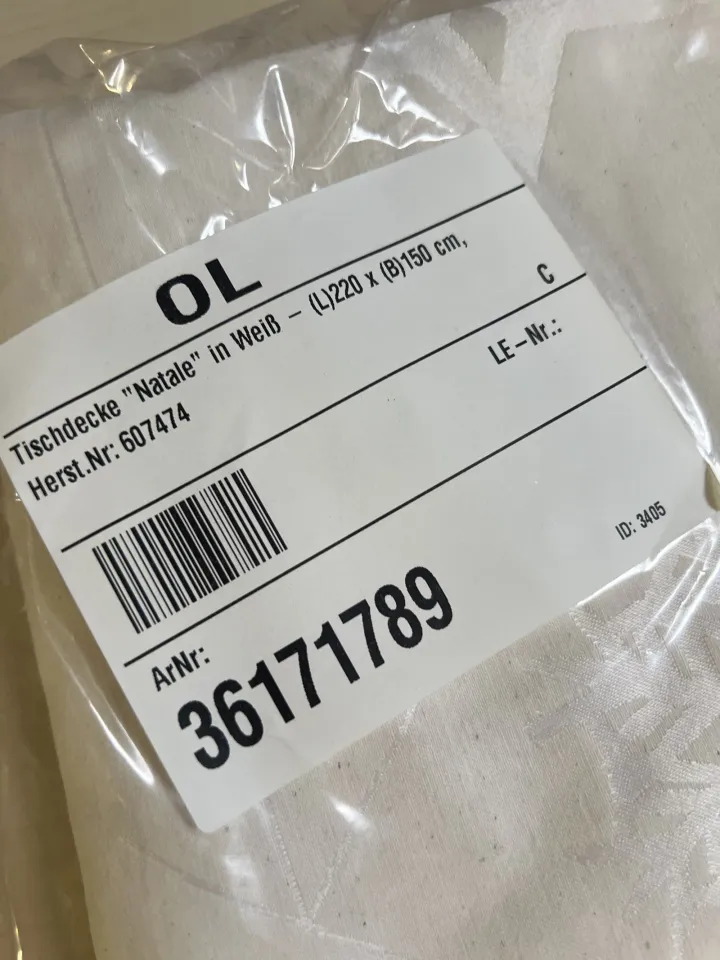 OL
Tischdecke "Natale" in Weiß – (L)220 x (B)150 cm,
Herst.Nr: 607474
C
LE-Nr.:
ArNr:
36171789
ID: 3405